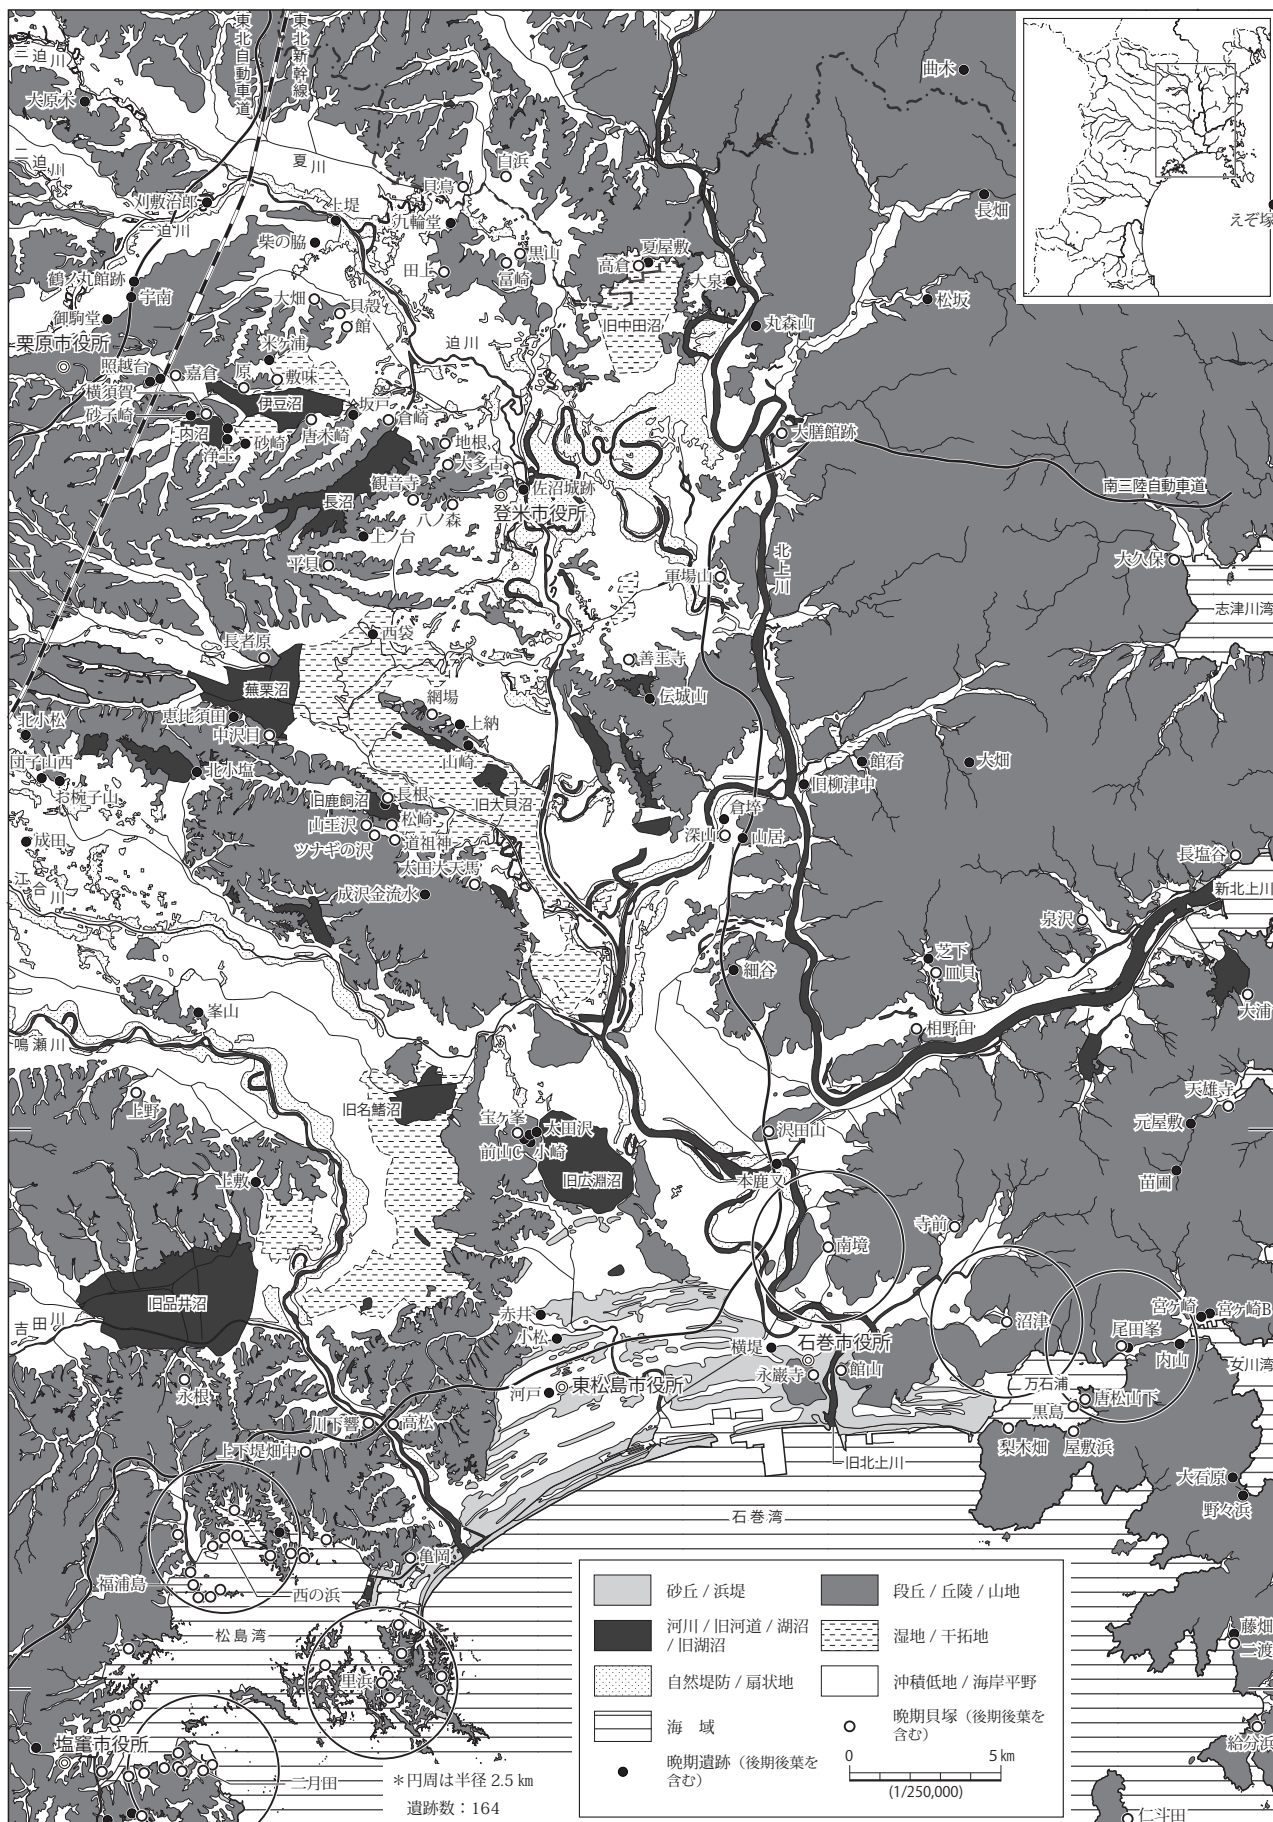 東北自動車道
東北新幹線
三迫川
大原木
二迫川
刈敷治郎
一迫川
夏川
白浜
貝鳥
土堤
九輪堂
柴の脇
田上
黒山
富崎
高倉
夏屋敷
大泉
曲木
長畑
えぞ塚
松坂
鶴ノ丸館跡
宇南
御駒堂
栗原市役所
大畑
貝殻
館
迫川
旧中田沼
丸森山
米ヶ浦
照越台
嘉倉
原
敷味
横須賀
伊豆沼
坂戸
砂子崎
内沼
唐木崎
倉崎
浄土
砂崎
地根
大多古
大膳館跡
観音寺
長沼
佐沼城跡
南三陸自動車道
八ノ森
登米市役所
上ノ台
平貝
北上川
軍場山
大久保
志津川湾
西袋
長者原
善王寺
蕪栗沼
伝城山
網場
恵比須田
上納
北小松
中沢目
山崎
団子山西
北小塩
館石
大畑
お椀子山
旧鹿飼沼
長根
旧大貝沼
旧柳津中
倉埣
山王沢
松崎
深山
山居
成田
ツナギの沢
道祖神
長塩谷
太田大天馬
江合川
成沢金流水
新北上川
泉沢
芝下
細谷
皿貝
大浦
峯山
相野田
鳴瀬川
天雄寺
上野
旧名鰭沼
宝ヶ峯
太田沢
沢田山
元屋敷
前山C
小崎
旧広淵沼
本鹿又
苗圃
上敷
寺前
南境
旧品井沼
赤井
吉田川
小松
沼津
宮ヶ崎
宮ヶ崎B
横堤
石巻市役所
尾田峯
内山
女川湾
永根
河戸
東松島市役所
永巌寺
館山
万石浦
唐松山下
黒島
川下響
高松
梨木畑
屋敷浜
上下堤畑中
旧北上川
大石原
野々浜
石巻湾
亀岡
福浦島
西の浜
松島湾
里浜
藤畑
二渡
塩竈市役所
給分浜
二月田
仁斗田
＊円周は半径 2.5 km
遺跡数：164
砂丘 / 浜堤
段丘 / 丘陵 / 山地
河川 / 旧河道 / 湖沼
/ 旧湖沼
湿地 / 干拓地
自然堤防 / 扇状地
沖積低地 / 海岸平野
海　域
晩期貝塚（後期後葉を
含む）
晩期遺跡（後期後葉を
含む）
0
5 km
(1/250,000)